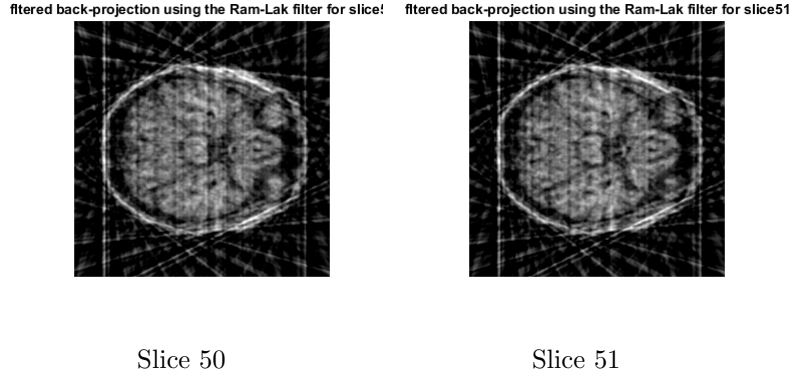 fltered back-projection using the Ram-Lak filter for slice
fltered back-projection using the Ram-Lak filter for slice51
Slice 50
Slice 51